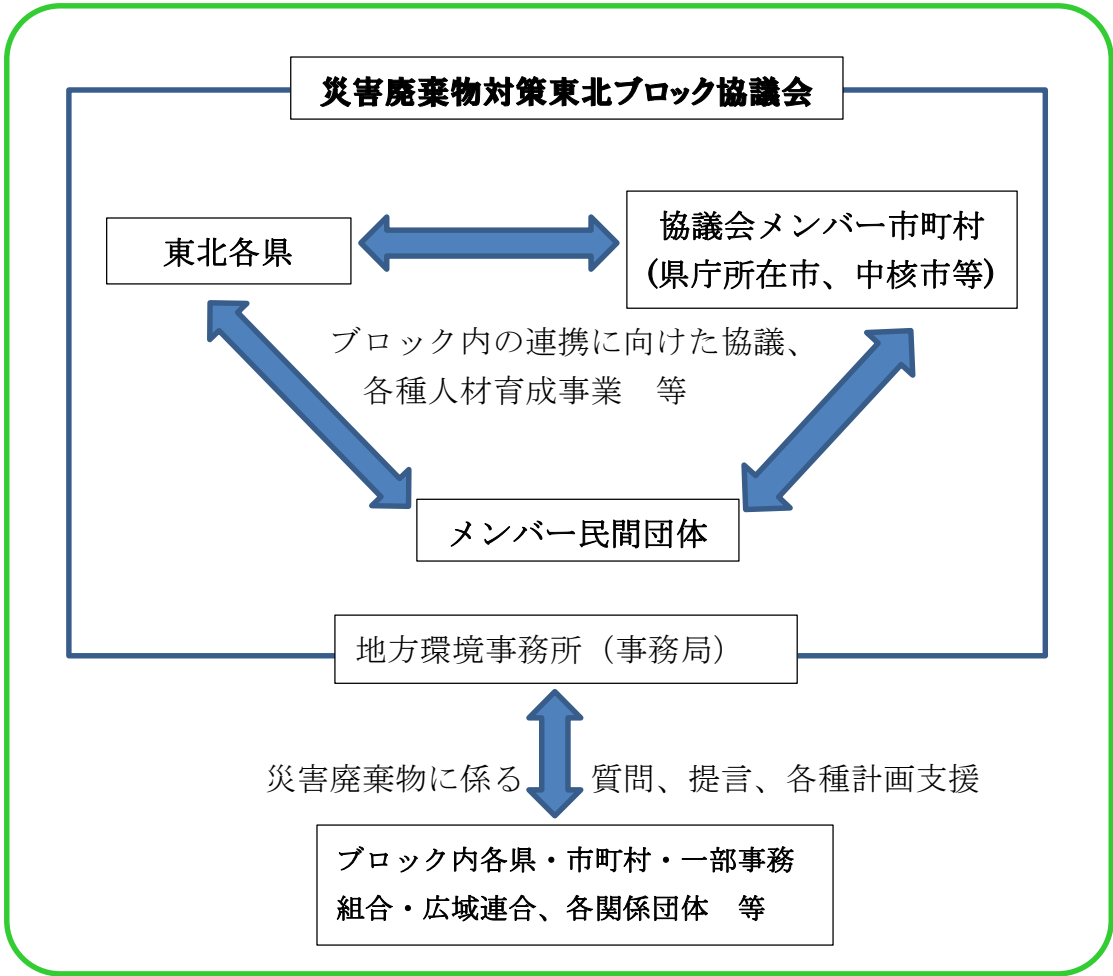 災害廃棄物対策東北ブロック協議会
東北各県
協議会メンバー市町村
(県庁所在市、中核市等)
ブロック内の連携に向けた協議、
各種人材育成事業　等
メンバー民間団体
地方環境事務所（事務局）
災害廃棄物に係る　質問、提言、各種計画支援
ブロック内各県・市町村・一部事務
組合・広域連合、各関係団体　等